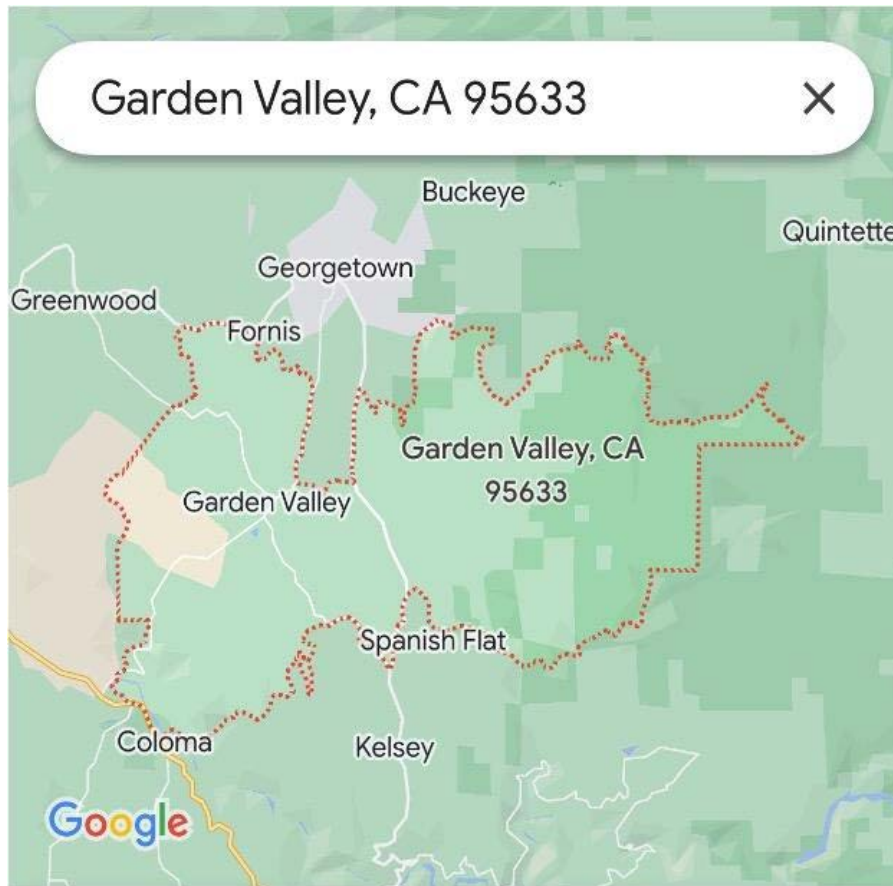 Garden Valley, CA 95633
Buckeye
Quintette
Georgetown
Greenwood
Fornis
Garden Valley, CA
95633
Garden Valley
Spanish Flat
Coloma
Kelsey
Google